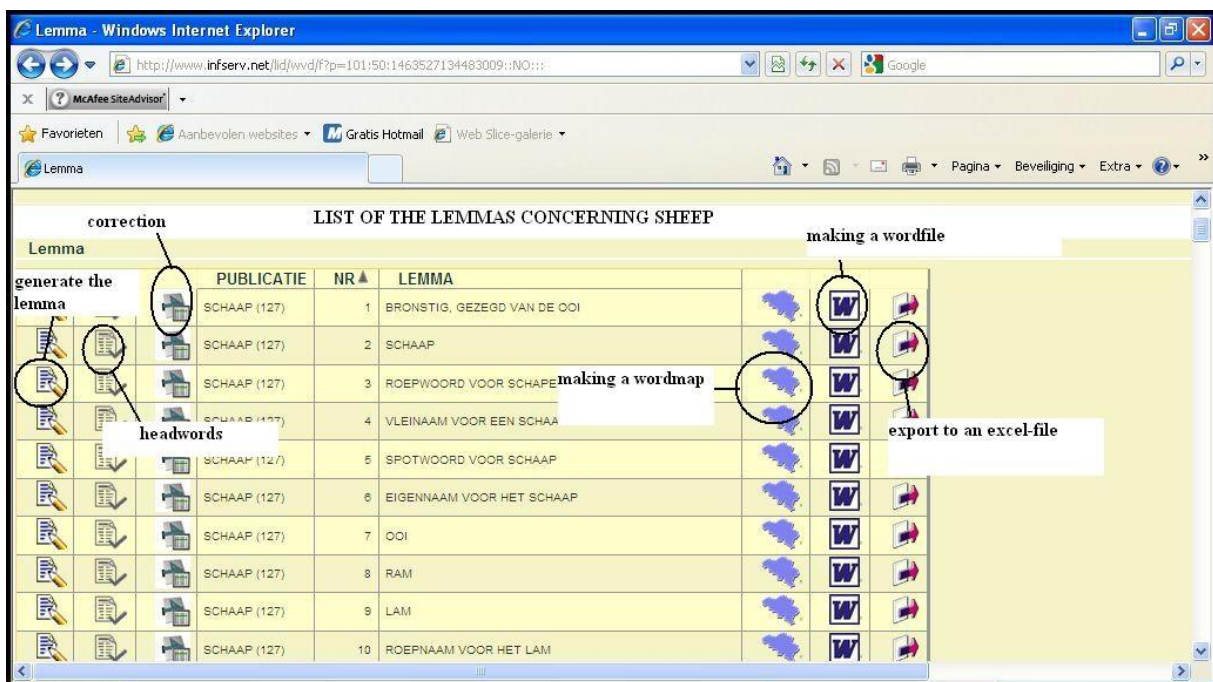 Lemma - Windows Internet Explorer
http://www.infserv.net/lid/wvd/f?p=101:50:1463527134483009::NO:::
Google
McAfee SiteAdvisor
Favorieten Aanbevolen websites Gratis Hotmail Web Slice-galerie
Lemma Pagina Beveiliging Extra
correction LIST OF THE LEMMAS CONCERNING SHEEP
making a wordfile
Lemma
generate the
lemma
PUBLICATIE NR LEMMA
SCHAAP (127) 1 BRONSTIG, GEZEGD VAN DE OOI
SCHAAP (127) 2 SCHAAP
SCHAAP (127) 3 ROEPWOORD VOOR SCHAPE
making a wordmap
SCHAAP (127) 4 VLEINAAM VOOR EEN SCHAA
headwords
export to an excel-file
SCHAAP (127) 5 SPOTWOORD VOOR SCHAAP
SCHAAP (127) 6 EIGENNAAM VOOR HET SCHAAP
SCHAAP (127) 7 OOI
SCHAAP (127) 8 RAM
SCHAAP (127) 9 LAM
SCHAAP (127) 10 ROEPNAAM VOOR HET LAM